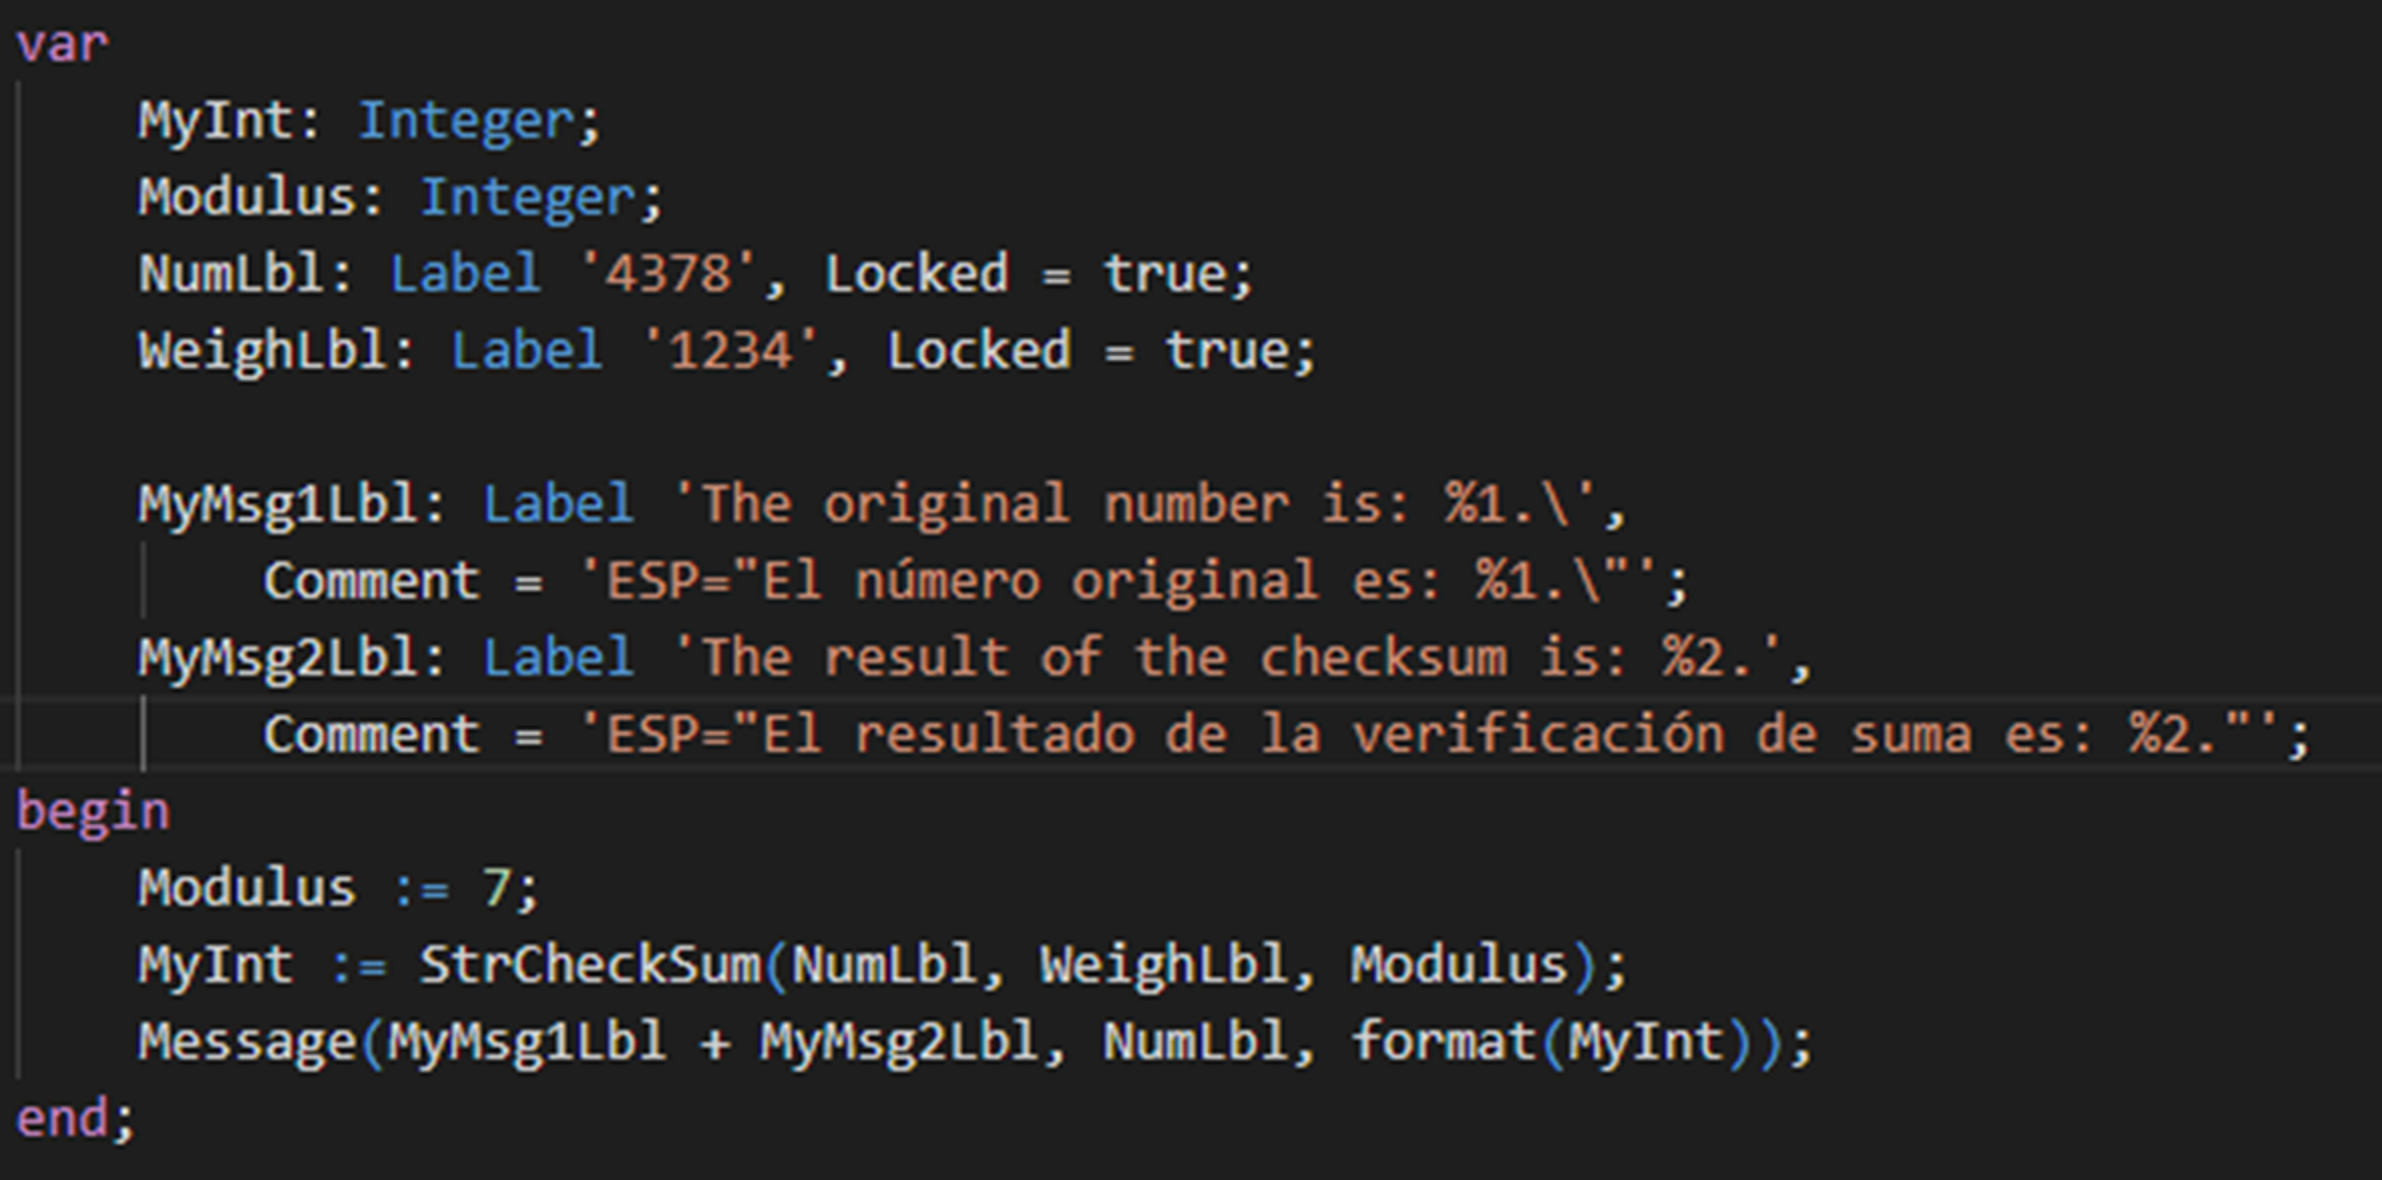 var
MyInt: Integer;
Modulus: Integer;
NumLbl: Label '4378', Locked = true;
WeighLbl: Label '1234', Locked = true;
MyMsg1Lbl: Label 'The original number is: %1.\',
Comment = 'ESP="El número original es: %1.\"';
MyMsg2Lbl: Label 'The result of the checksum is: %2.',
Comment = 'ESP="El resultado de la verificación de suma es: %2."';
begin
Modulus := 7;
MyInt := StrCheckSum(NumLbl, WeighLbl, Modulus);
Message(MyMsg1Lbl + MyMsg2Lbl, NumLbl, format(MyInt));
end;